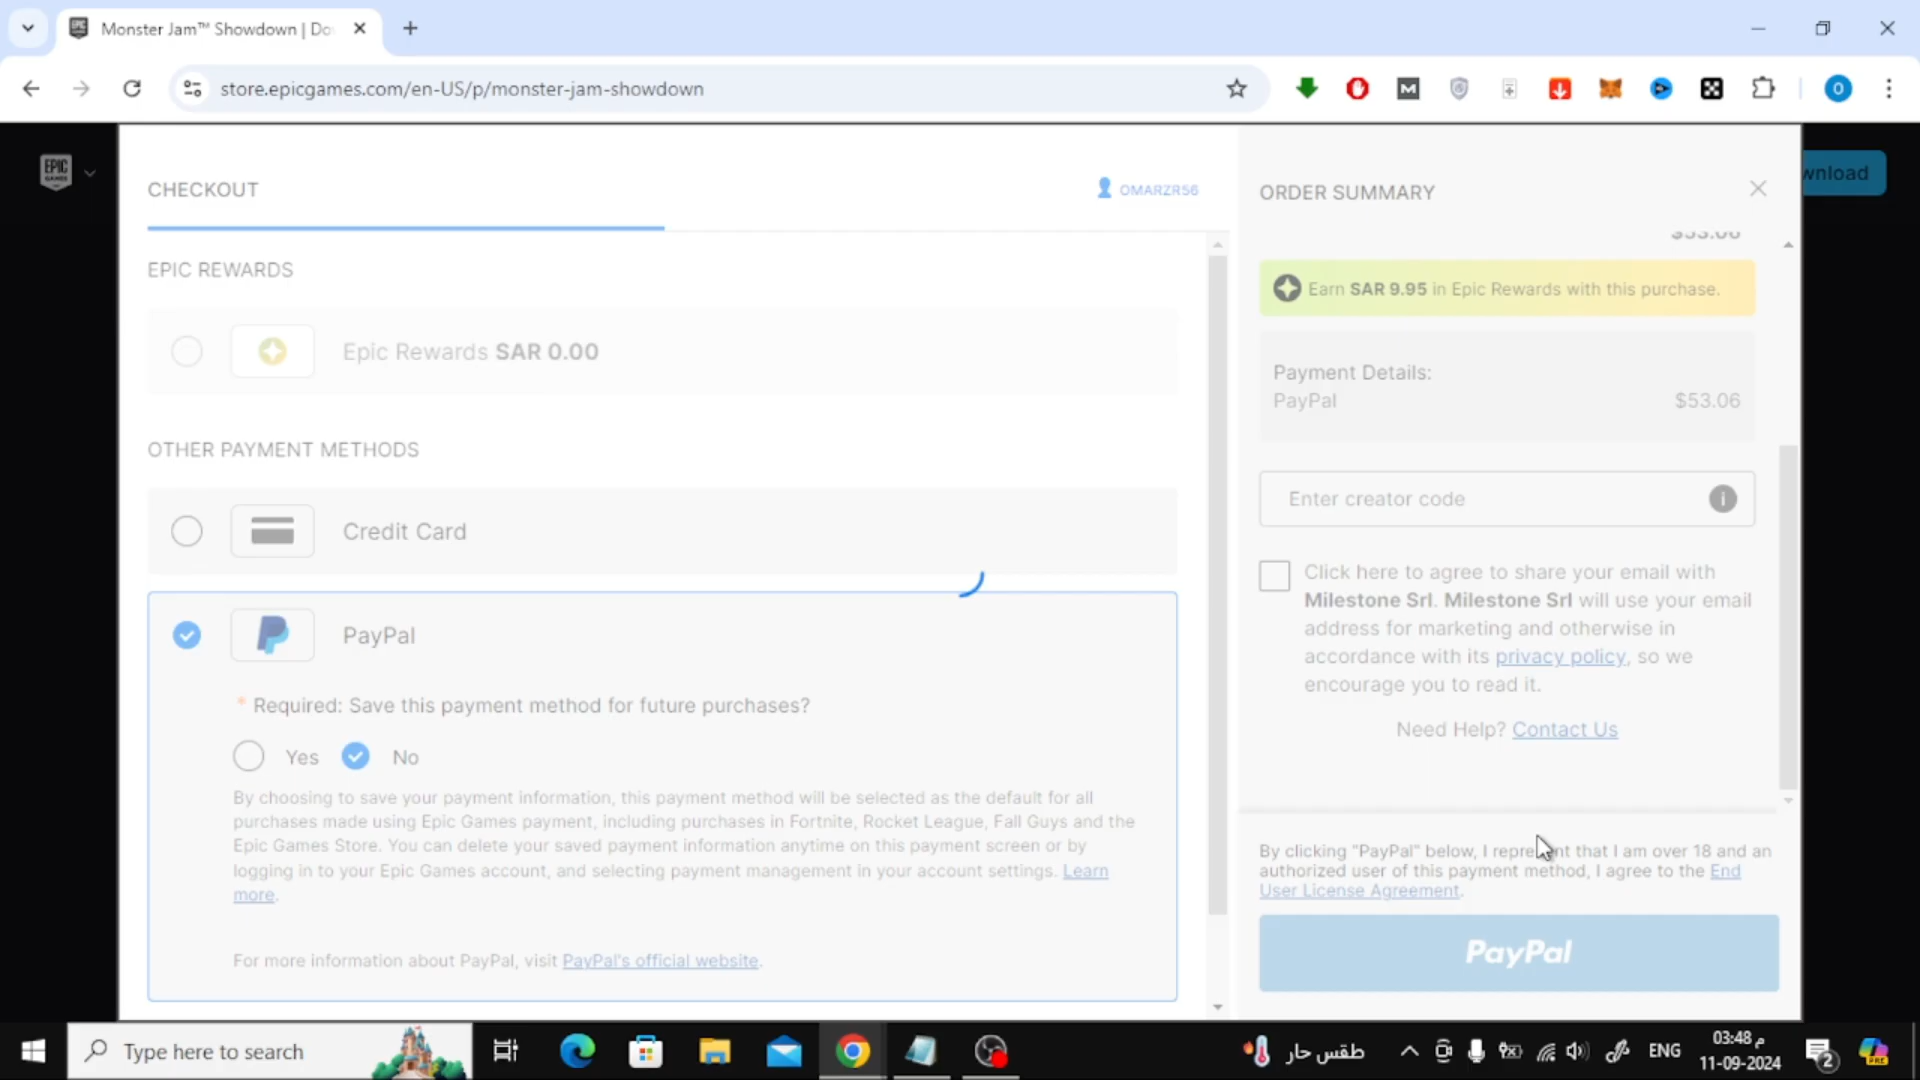 Monster Jam™ Showdown | Do
store.epicgames.com/en-US/p/monster-jam-showdown
EPIC
GAMES
wnload
CHECKOUT
OMARZR56
EPIC REWARDS
Epic Rewards SAR 0.00
OTHER PAYMENT METHODS
Credit Card
PayPal
* Required: Save this payment method for future purchases?
Yes
No
By choosing to save your payment information, this payment method will be selected as the default for all
purchases made using Epic Games payment, including purchases in Fortnite, Rocket League, Fall Guys and the
Epic Games Store. You can delete your saved payment information anytime on this payment screen or by
logging in to your Epic Games account, and selecting payment management in your account settings. Learn
more.
For more information about PayPal, visit PayPal's official website.
ORDER SUMMARY
$53.06
Earn SAR 9.95 in Epic Rewards with this purchase.
Payment Details:
PayPal $53.06
Enter creator code
Click here to agree to share your email with
Milestone Srl. Milestone Srl will use your email
address for marketing and otherwise in
accordance with its privacy policy, so we
encourage you to read it.
Need Help? Contact Us
By clicking "PayPal" below, I represent that I am over 18 and an
authorized user of this payment method, I agree to the End
User License Agreement.
PayPal
Type here to search
طقس حار
ENG
03:48 م
11-09-2024
2
PRE